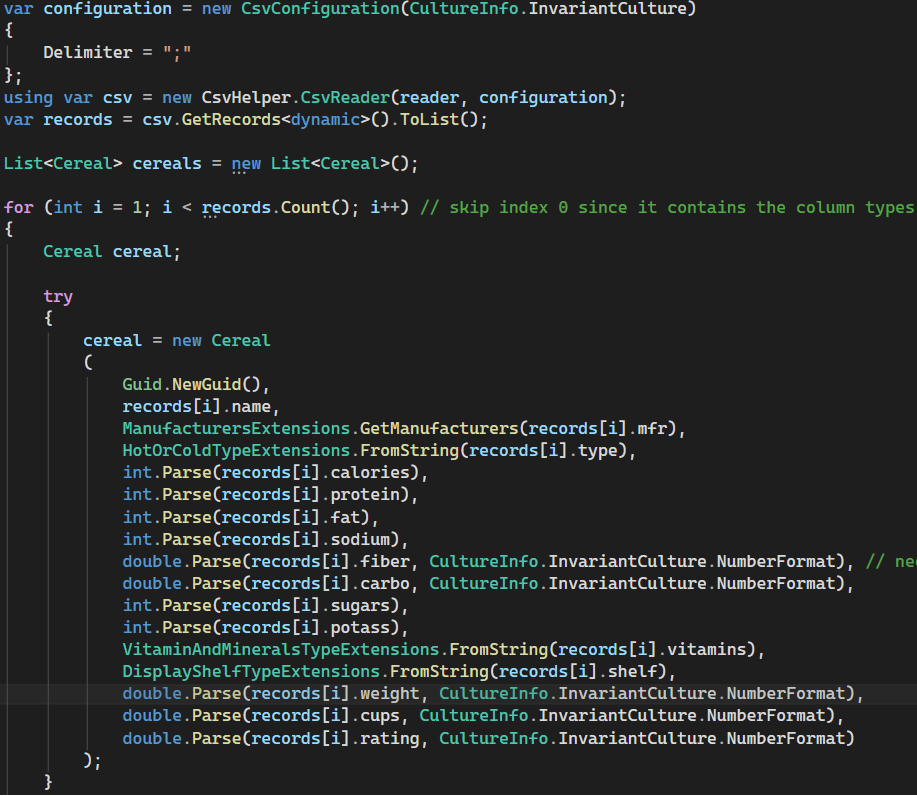 var configuration = new CsvConfiguration(CultureInfo.InvariantCulture)
{
    Delimiter = ";"
};
using var csv = new CsvHelper.CsvReader(reader, configuration);
var records = csv.GetRecords<dynamic>().ToList();

List<Cereal> cereals = new List<Cereal>();

for (int i = 1; i < records.Count(); i++) // skip index 0 since it contains the column types
{
    Cereal cereal;

    try
    {
        cereal = new Cereal
        (
            Guid.NewGuid(),
            records[i].name,
            ManufacturersExtensions.GetManufacturers(records[i].mfr),
            HotOrColdTypeExtensions.FromString(records[i].type),
            int.Parse(records[i].calories),
            int.Parse(records[i].protein),
            int.Parse(records[i].fat),
            int.Parse(records[i].sodium),
            double.Parse(records[i].fiber, CultureInfo.InvariantCulture.NumberFormat), //
            double.Parse(records[i].carbo, CultureInfo.InvariantCulture.NumberFormat),
            int.Parse(records[i].sugars),
            int.Parse(records[i].potass),
            VitaminAndMineralsTypeExtensions.FromString(records[i].vitamins),
            DisplayShelfTypeExtensions.FromString(records[i].shelf),
            double.Parse(records[i].weight, CultureInfo.InvariantCulture.NumberFormat),
            double.Parse(records[i].cups, CultureInfo.InvariantCulture.NumberFormat),
            double.Parse(records[i].rating, CultureInfo.InvariantCulture.NumberFormat)
        );
    }